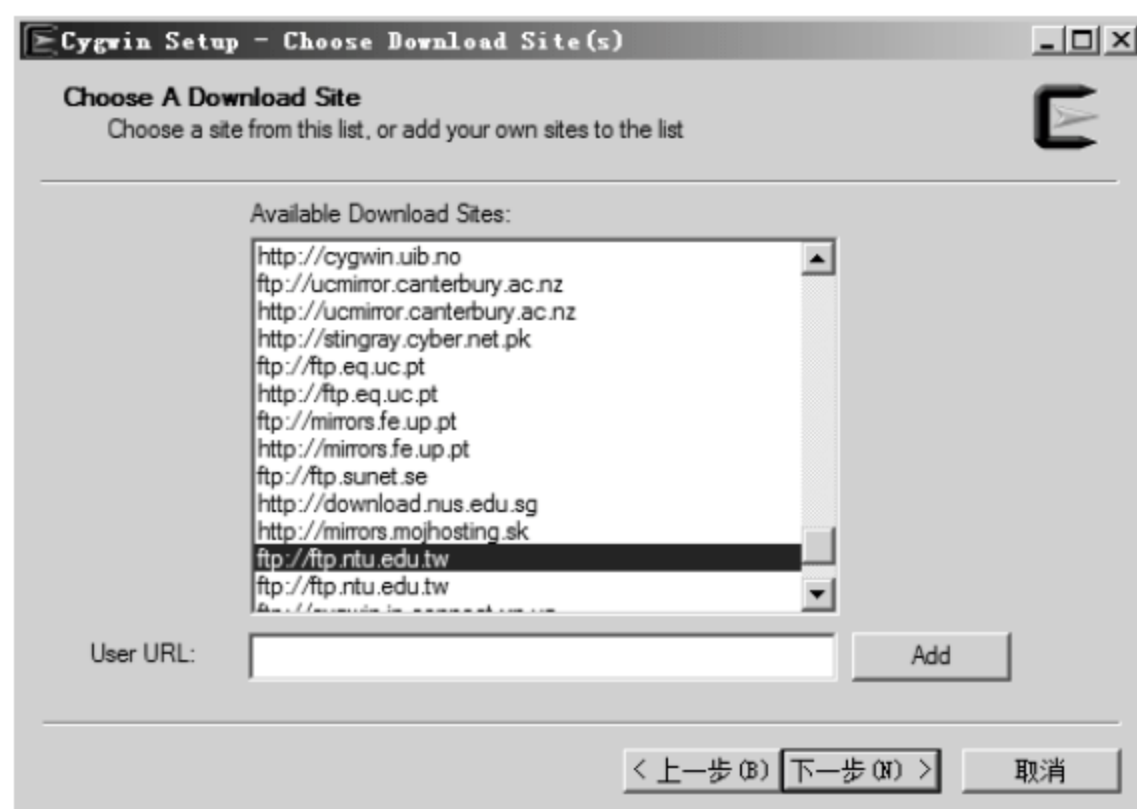 Cygwin Setup - Choose Download Site(s)
Choose A Download Site
Choose a site from this list, or add your own sites to the list
Available Download Sites:
http://cygwin.uib.no
ftp://ucmirror.canterbury.ac.nz
http://ucmirror.canterbury.ac.nz
http://stingray.cyber.net.pk
ftp://ftp.eq.uc.pt
http://ftp.eq.uc.pt
ftp://mirrors.fe.up.pt
http://mirrors.fe.up.pt
ftp://ftp.sunet.se
http://download.nus.edu.sg
http://mirrors.mojhosting.sk
ftp://ftp.ntu.edu.tw
ftp://ftp.ntu.edu.tw
User URL:
Add
< 上一步(B) 下一步(N) > 取消